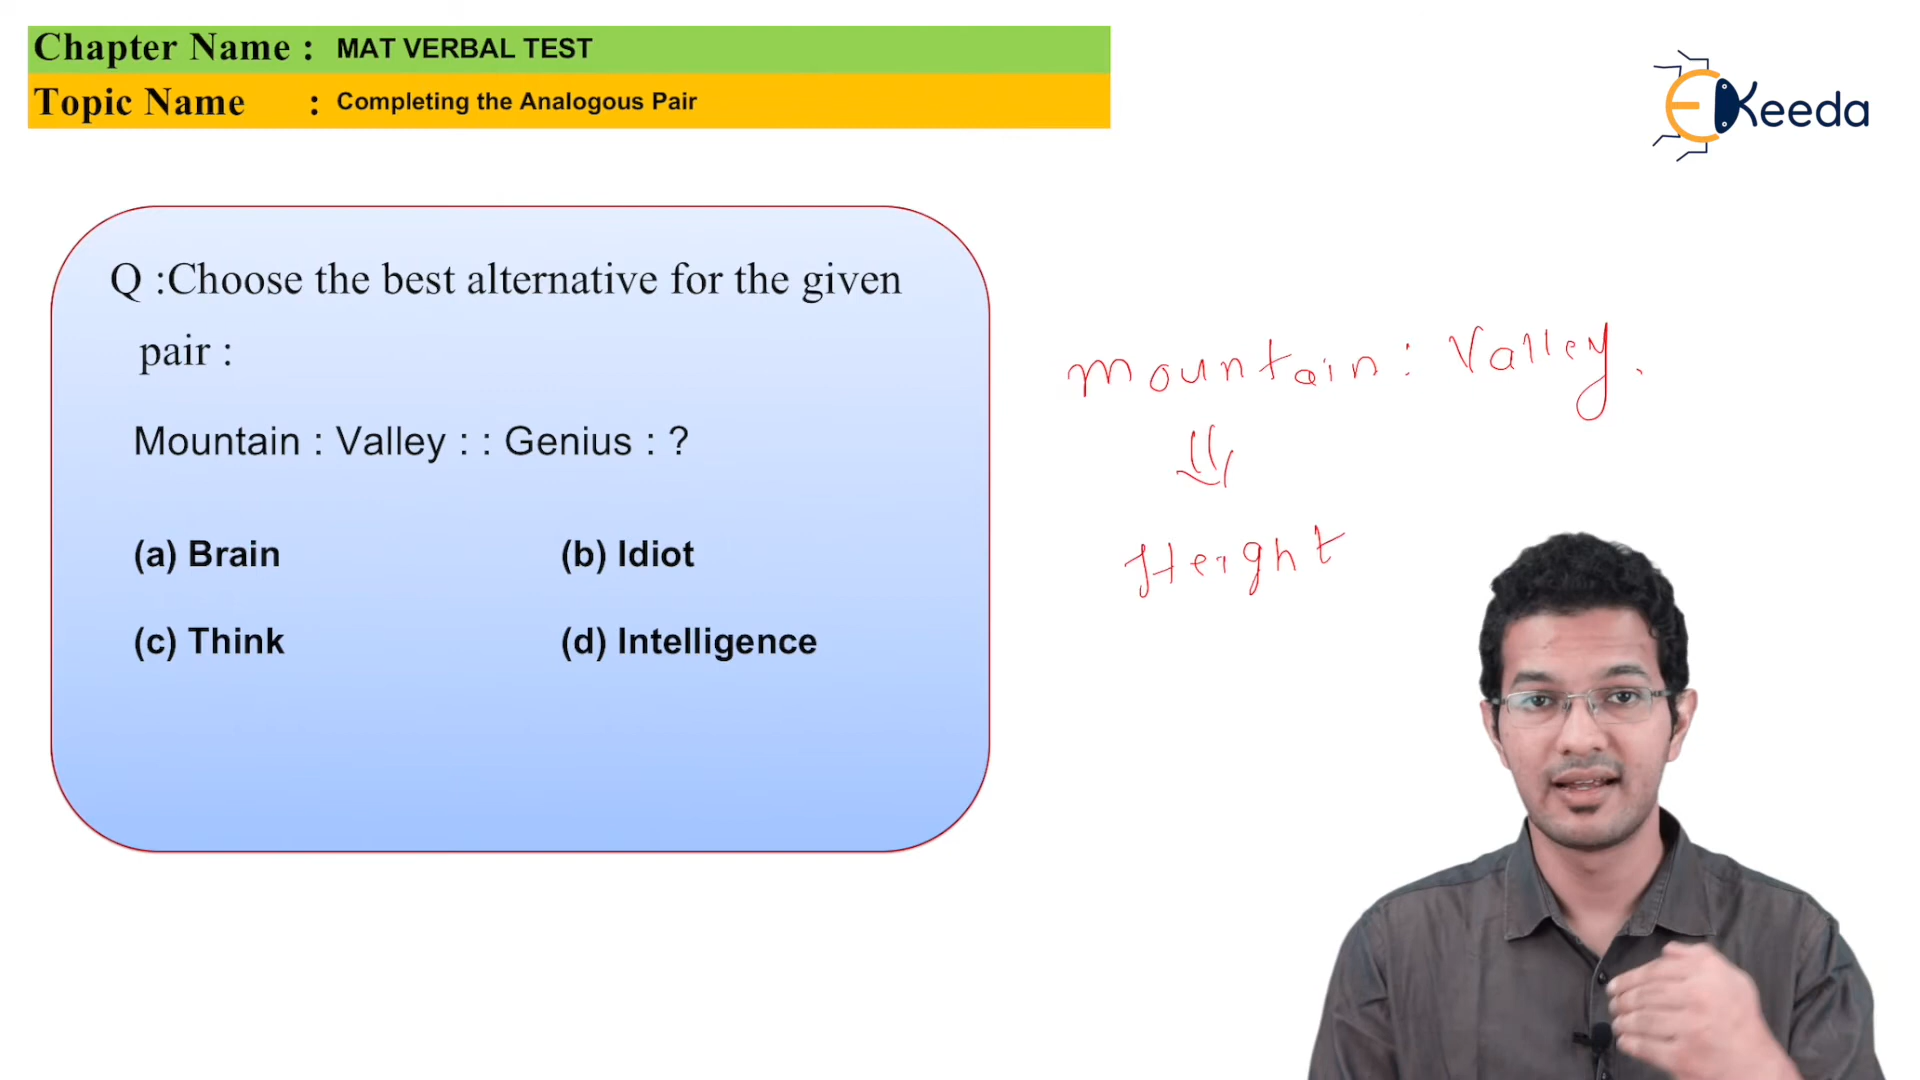 Chapter Name : MAT VERBAL TEST
Topic Name : Completing the Analogous Pair
EKeeda
Q :Choose the best alternative for the given
pair :
Mountain : Valley : : Genius : ?
(a) Brain
(b) Idiot
(c) Think
(d) Intelligence
Mountain : Valley.
Height